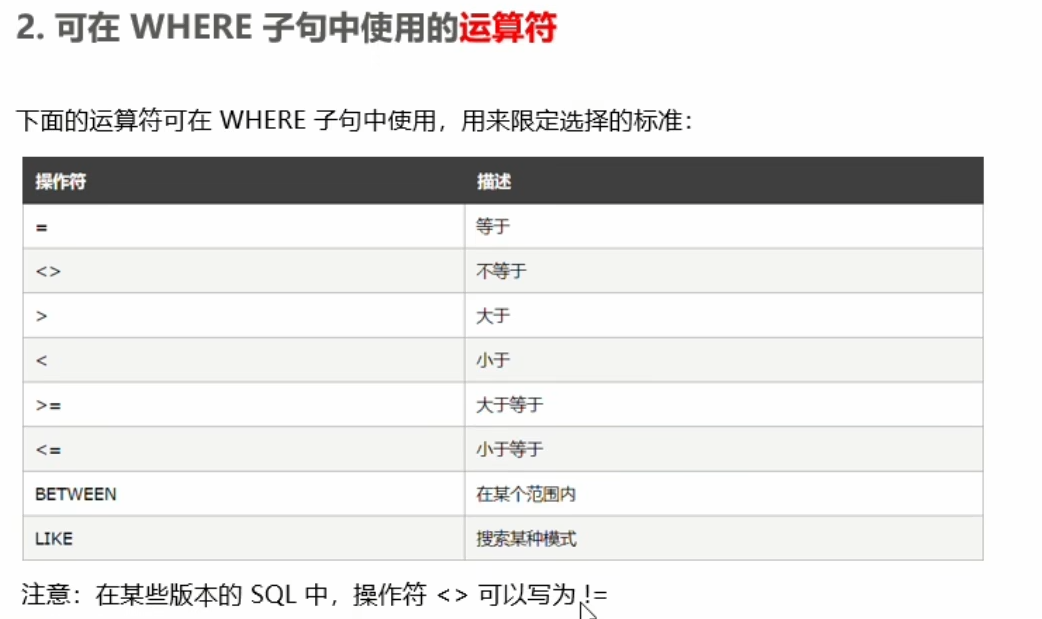 2. 可在 WHERE 子句中使用的运算符
下面的运算符可在 WHERE 子句中使用，用来限定选择的标准：
操作符 描述
= 等于
<> 不等于
> 大于
< 小于
>= 大于等于
<= 小于等于
BETWEEN 在某个范围内
LIKE 搜索某种模式
注意：在某些版本的 SQL 中，操作符 <> 可以写为 !=